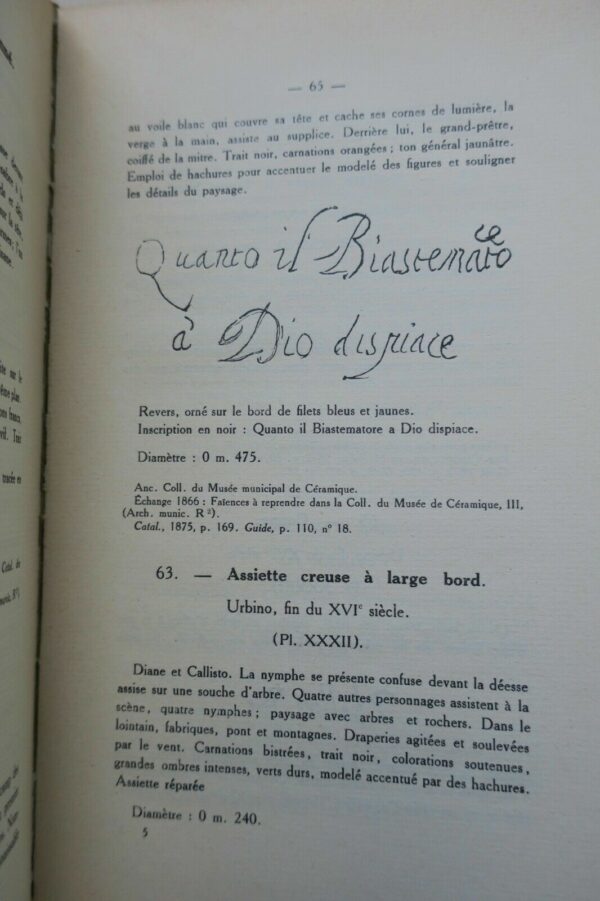 — 65 —
au voile blanc qui couvre sa tête et cache ses cornes de lumière, la
verge à la main, assiste au supplice. Derrière lui, le grand-prêtre,
coiffé de la mitre. Trait noir, carnations orangées ; ton général jaunâtre.
Emploi de hachures pour accentuer le modelé des figures et souligner
les détails du paysage.
Quanto il Biastematore
à Dio dispiace
Revers, orné sur le bord de filets bleus et jaunes.
Inscription en noir : Quanto il Biastematore a Dio dispiace.
Diamètre : 0 m. 475.
Anc. Coll. du Musée municipal de Céramique.
Échange 1866 : Faïences à reprendre dans la Coll. du Musée de Céramique, III,
(Arch. munic. R²).
Catal., 1875, p. 169. Guide, p. 110, n° 18.
63. — Assiette creuse à large bord.
Urbino, fin du XVIe siècle.
(Pl. XXXII).
Diane et Callisto. La nymphe se présente confuse devant la déesse
assise sur une souche d'arbre. Quatre autres personnages assistent à la
scène, quatre nymphes ; paysage avec arbres et rochers. Dans le
lointain, fabriques, pont et montagnes. Draperies agitées et soulevées
par le vent. Carnations bistrées, trait noir, colorations soutenues,
grandes ombres intenses, verts durs, modelé accentué par des hachures.
Assiette réparée
Diamètre : 0 m. 240.
5